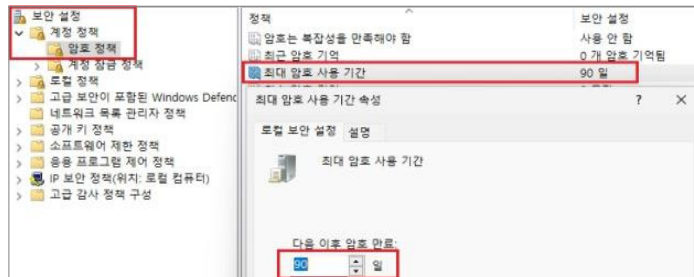 보안 설정
계정 정책
암호 정책
계정 잠금 정책
로컬 정책
고급 보안이 포함된 Windows Defenc
네트워크 목록 관리자 정책
공개 키 정책
소프트웨어 제한 정책
응용 프로그램 제어 정책
IP 보안 정책(위치: 로컬 컴퓨터)
고급 감사 정책 구성
정책 보안 설정
암호는 복잡성을 만족해야 함 사용 안 함
최근 암호 기억 0 개 암호 기억됨
최대 암호 사용 기간 90 일
최대 암호 사용 기간 속성 ? ×
로컬 보안 설정 설명
최대 암호 사용 기간
다음 이후 암호 만료:
90 일